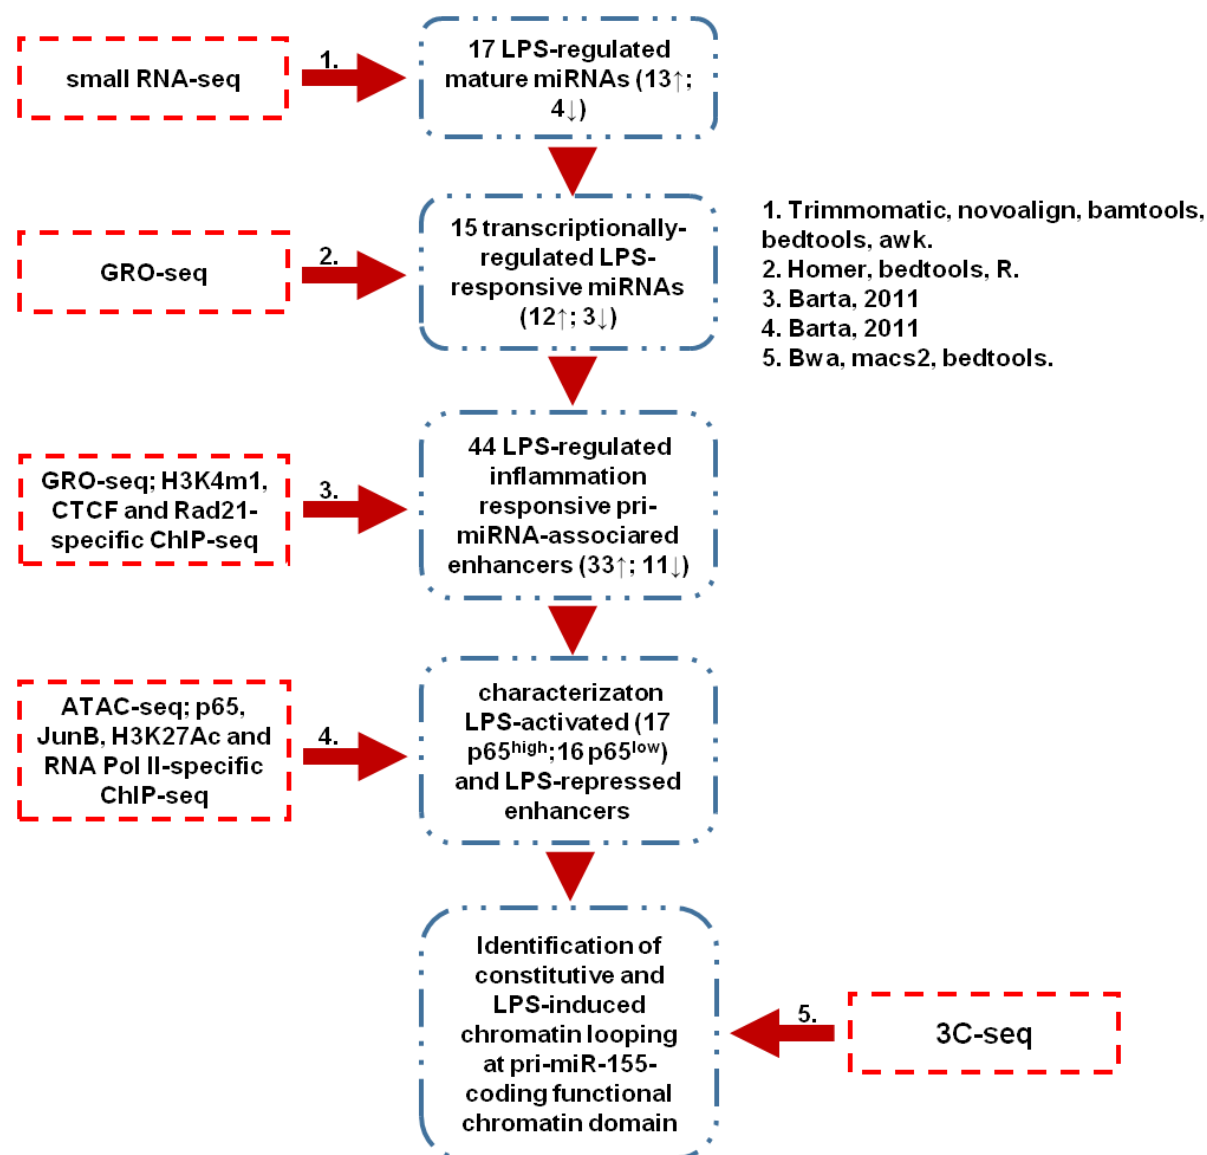 small RNA-seq
1.
17 LPS-regulated
mature miRNAs (13↑;
4↓)
GRO-seq
2.
15 transcriptionally-
regulated LPS-
responsive miRNAs
(12↑; 3↓)
1. Trimmomatic, novoalign, bamtools,
bedtools, awk.
2. Homer, bedtools, R.
3. Barta, 2011
4. Barta, 2011
5. Bwa, macs2, bedtools.
GRO-seq; H3K4m1,
CTCF and Rad21-
specific ChIP-seq
3.
44 LPS-regulated
inflammation
responsive pri-
miRNA-associared
enhancers (33↑; 11↓)
ATAC-seq; p65,
JunB, H3K27Ac and
RNA Pol II-specific
ChIP-seq
4.
characterizaton
LPS-activated (17
p65high;16 p65low)
and LPS-repressed
enhancers
Identification of
constitutive and
LPS-induced
chromatin looping
at pri-miR-155-
coding functional
chromatin domain
5.
3C-seq